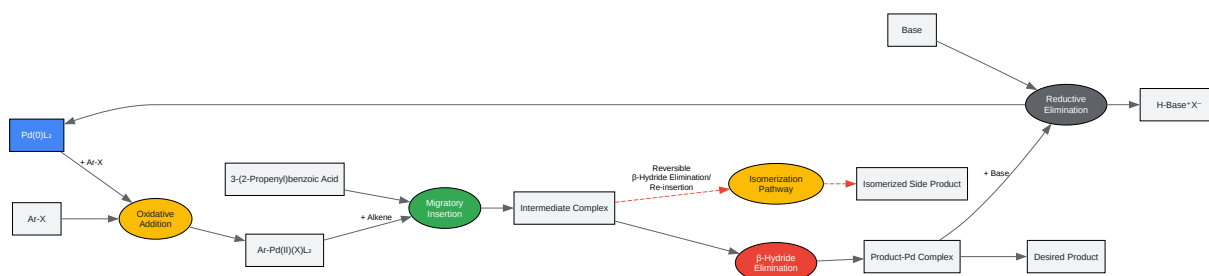 Base
Reductive
Elimination
H-Base⁺X⁻
Pd(0)L₂
+ Ar-X
3-(2-Propenyl)benzoic Acid
Reversible
β-Hydride Elimination/
Re-insertion
Isomerization
Pathway
Isomerized Side Product
+ Base
Ar-X
Oxidative
Addition
+ Alkene
Migratory
Insertion
Intermediate Complex
Ar-Pd(II)(X)L₂
β-Hydride
Elimination
Product-Pd Complex
Desired Product